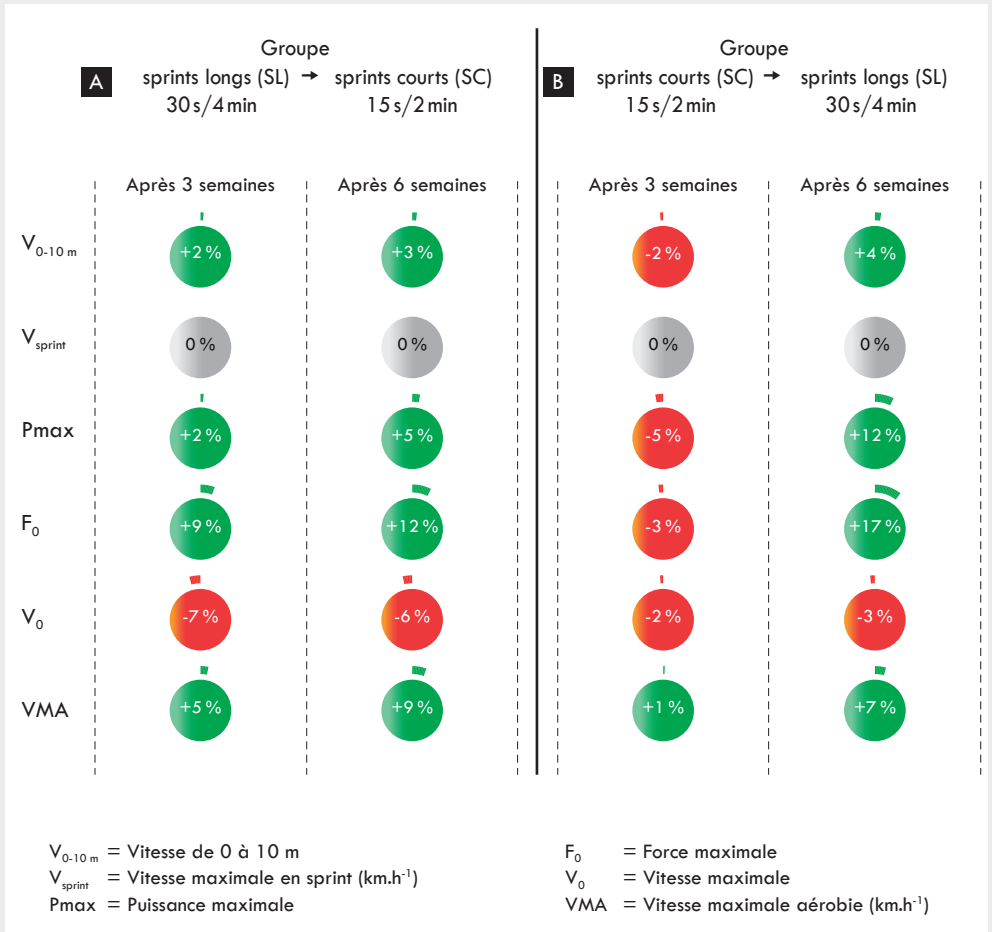 Groupe
A sprints longs (SL) → sprints courts (SC)
30 s/4 min 15 s/2 min
Groupe
B sprints courts (SC) → sprints longs (SL)
15 s/2 min 30 s/4 min
Après 3 semaines Après 6 semaines Après 3 semaines Après 6 semaines
V0-10 m +2 % +3 % -2 % +4 %
Vsprint 0 % 0 % 0 % 0 %
Pmax +2 % +5 % -5 % +12 %
F0 +9 % +12 % -3 % +17 %
V0 -7 % -6 % -2 % -3 %
VMA +5 % +9 % +1 % +7 %
V0-10 m = Vitesse de 0 à 10 m
Vsprint = Vitesse maximale en sprint (km.h-1)
Pmax = Puissance maximale
F0 = Force maximale
V0 = Vitesse maximale
VMA = Vitesse maximale aérobie (km.h-1)